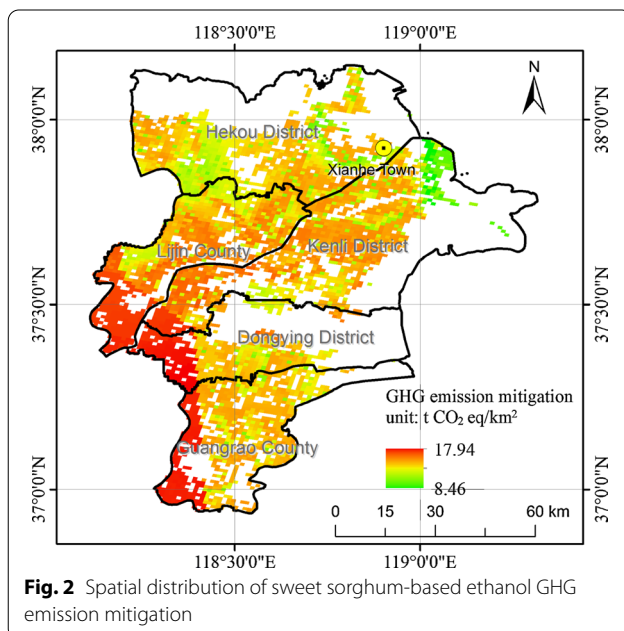 118°30'0"E 119°0'0"E
N
38°0'0"N 38°0'0"N
Hekou District
Xianhe Town
Lijin County
Kenli District
37°30'0"N 37°30'0"N
Dongying District
GHG emission mitigation
unit: t CO₂ eq/km²
17.94
8.46
Guangrao County
37°0'0"N 37°0'0"N
0 15 30 60 km
118°30'0"E 119°0'0"E
Fig. 2 Spatial distribution of sweet sorghum-based ethanol GHG
emission mitigation